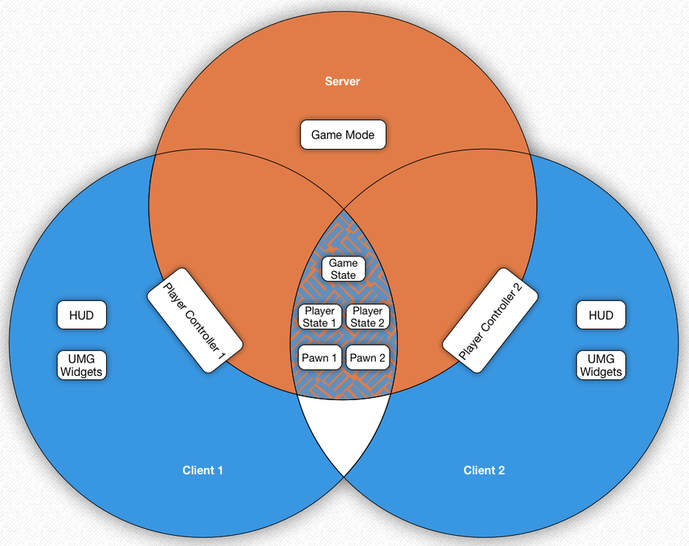 Server
Game Mode
Game
State
Player Controller 1
Player Controller 2
HUD
HUD
Player
State 1
Player
State 2
UMG
Widgets
Pawn 1
Pawn 2
UMG
Widgets
Client 1
Client 2